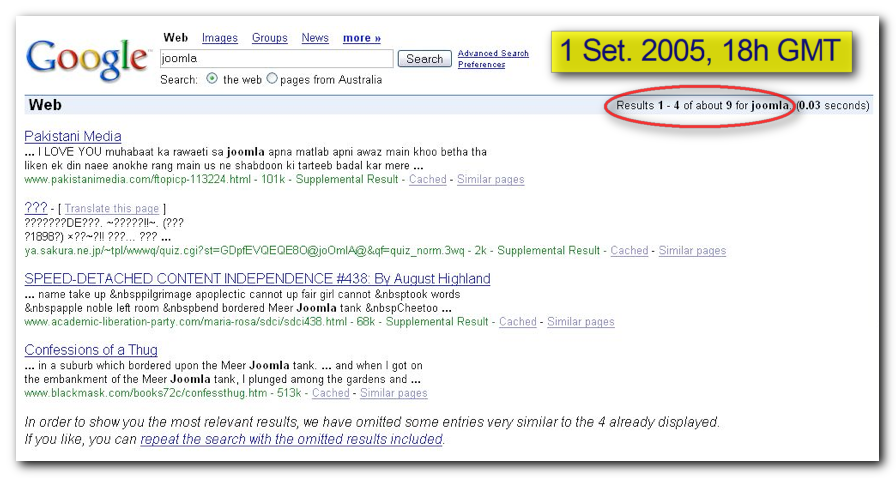 Google™
Web Images Groups News more »
joomla Search Advanced Search
Preferences
Search: the web pages from Australia
1 Set. 2005, 18h GMT
Web Results 1 - 4 of about 9 for joomla. (0.03 seconds)
Pakistani Media
... I LOVE YOU muhabaat ka rawaeti sa joomla apna matlab apni awaz main khoo betha tha
liken ek din naee anokhe rang main us ne shabdoon ki tarteeb badal kar mere ...
www.pakistanimedia.com/ftopicp-113224.html - 101k - Supplemental Result - Cached - Similar pages
??? - [ Translate this page ]
???????DE???. ~?????!!~. (???
?1898?) ×??~?!! ???... ??? ...
ya.sakura.ne.jp/~tpl/wwwq/quiz.cgi?st=GDpfEVQEQE8O@joOmlA@&qf=quiz_norm.3wq - 2k - Supplemental Result - Cached - Similar pages
SPEED-DETACHED CONTENT INDEPENDENCE #438: By August Highland
... name take up &nbsppilgrimage apoplectic cannot up fair girl cannot &nbsptook words
&nbspapple noble left room &nbspbend bordered Meer Joomla tank &nbspCheetoo ...
www.academic-liberation-party.com/maria-rosa/sdci/sdci438.html - 68k - Supplemental Result - Cached - Similar pages
Confessions of a Thug
... in a suburb which bordered upon the Meer Joomla tank. ... and when I got on
the embankment of the Meer Joomla tank, I plunged among the gardens and ...
www.blackmask.com/books72c/confessthug.htm - 513k - Cached - Similar pages
In order to show you the most relevant results, we have omitted some entries very similar to the 4 already displayed.
If you like, you can repeat the search with the omitted results included.